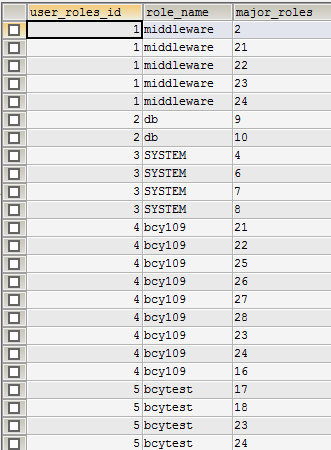 user_roles_id role_name major_roles
1 middleware 2
1 middleware 21
1 middleware 22
1 middleware 23
1 middleware 24
2 db 9
2 db 10
3 SYSTEM 4
3 SYSTEM 6
3 SYSTEM 7
3 SYSTEM 8
4 bcy109 21
4 bcy109 22
4 bcy109 25
4 bcy109 26
4 bcy109 27
4 bcy109 28
4 bcy109 23
4 bcy109 24
4 bcy109 16
5 bcytest 17
5 bcytest 18
5 bcytest 23
5 bcytest 24